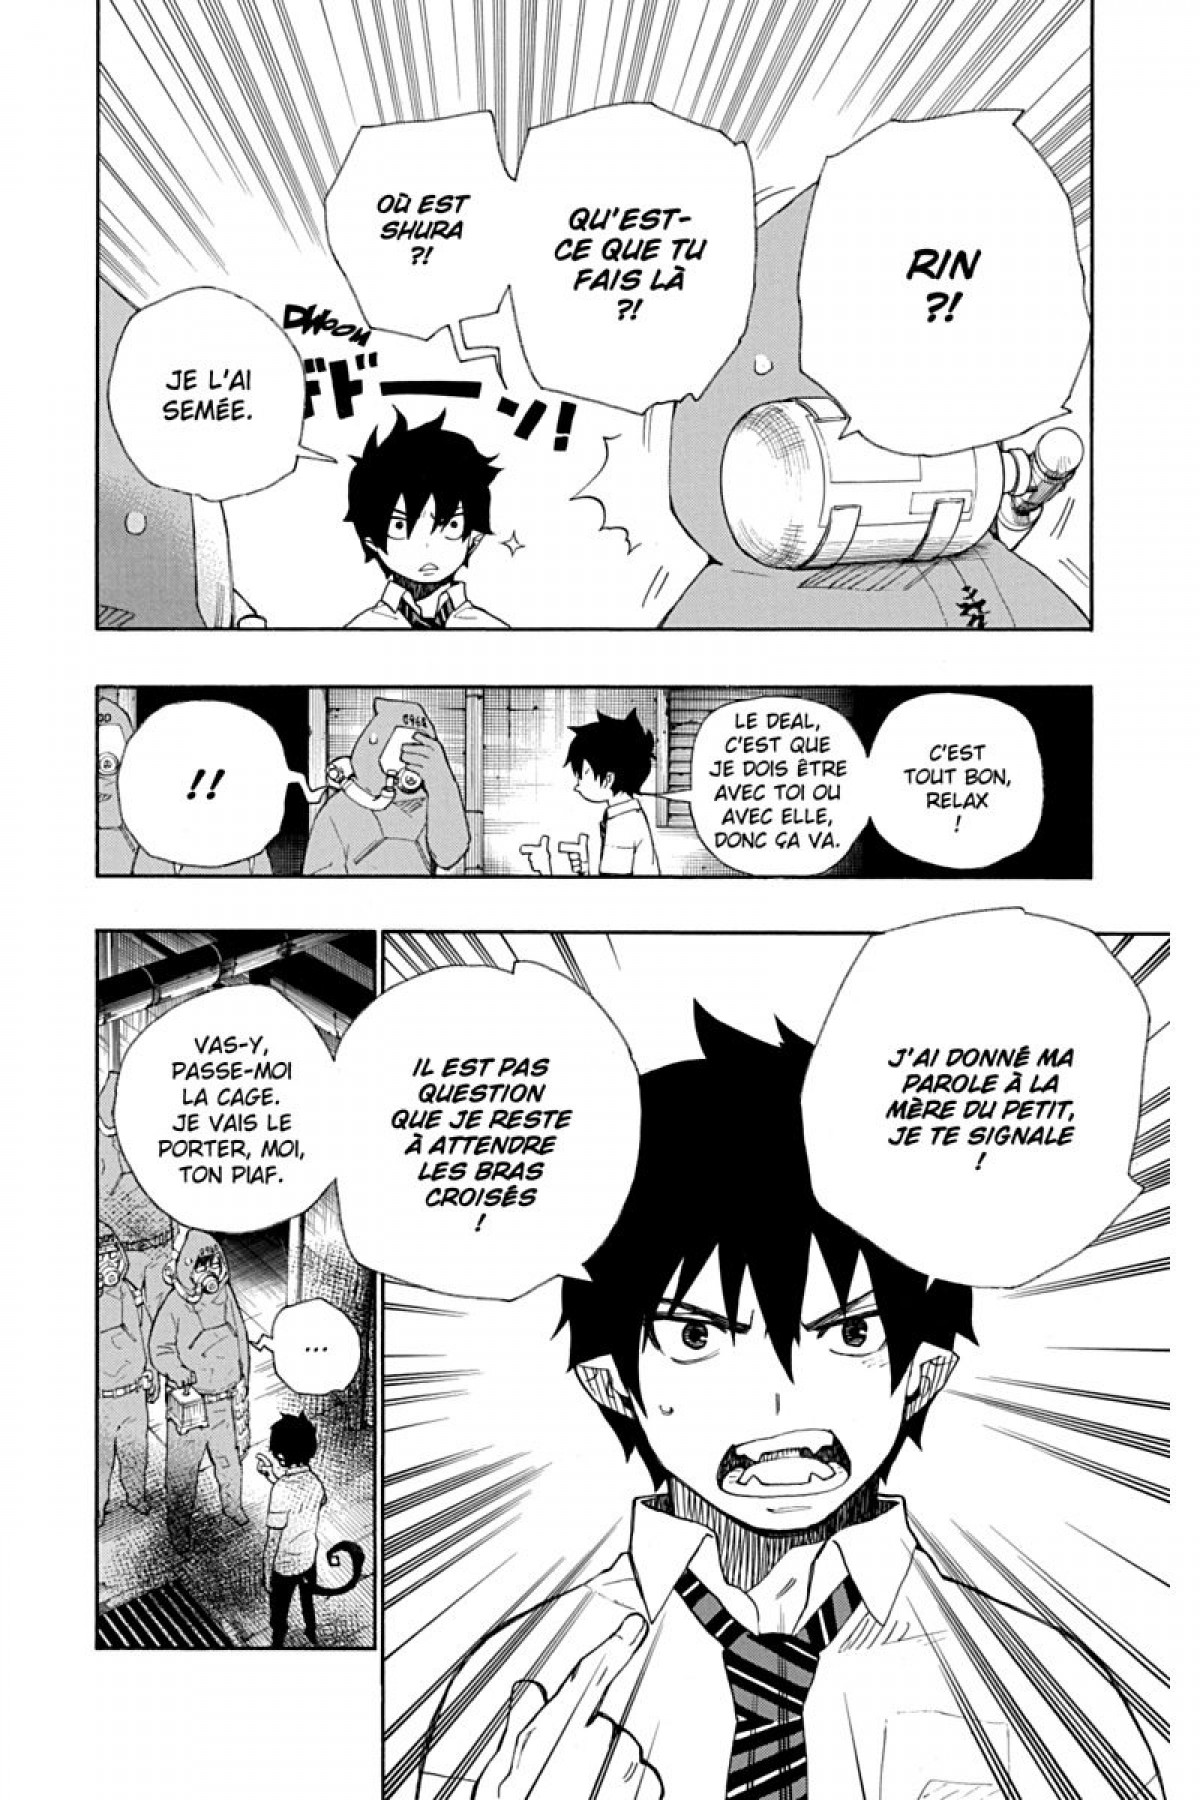 RIN
?!
QU'EST-
CE QUE TU
FAIS LÀ
?!
OÙ EST
SHURA
?!
DWOOOM
ドーン!
JE L'AI
SEMÉE.
C'EST
TOUT BON,
RELAX
!
LE DEAL,
C'EST QUE
JE DOIS ÊTRE
AVEC TOI OU
AVEC ELLE,
DONC ÇA VA.
!!
J'AI DONNÉ MA
PAROLE À LA
MÈRE DU PETIT,
JE TE SIGNALE
!
IL EST PAS
QUESTION
QUE JE RESTE
À ATTENDRE
LES BRAS
CROISÉS
!
VAS-Y,
PASSE-MOI
LA CAGE.
JE VAIS LE
PORTER, MOI,
TON PIAF.
...